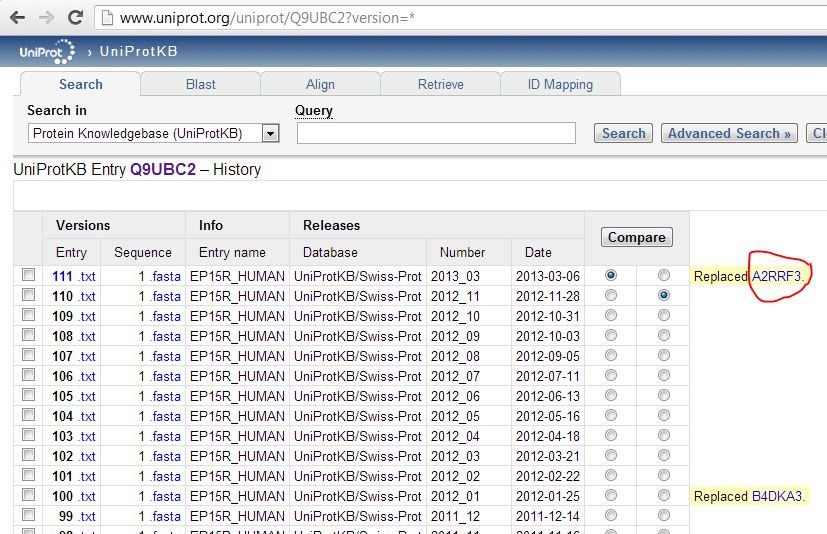 www.uniprot.org/uniprot/Q9UBC2?version=*
UniProt › UniProtKB
Search Blast Align Retrieve ID Mapping
Search in Query
Protein Knowledgebase (UniProtKB) Search Advanced Search » Cl
UniProtKB Entry Q9UBC2 – History
Versions Info Releases Compare
Entry Sequence Entry name Database Number Date
111 .txt 1 .fasta EP15R_HUMAN UniProtKB/Swiss-Prot 2013_03 2013-03-06 Replaced A2RRF3.
110 .txt 1 .fasta EP15R_HUMAN UniProtKB/Swiss-Prot 2012_11 2012-11-28
109 .txt 1 .fasta EP15R_HUMAN UniProtKB/Swiss-Prot 2012_10 2012-10-31
108 .txt 1 .fasta EP15R_HUMAN UniProtKB/Swiss-Prot 2012_09 2012-10-03
107 .txt 1 .fasta EP15R_HUMAN UniProtKB/Swiss-Prot 2012_08 2012-09-05
106 .txt 1 .fasta EP15R_HUMAN UniProtKB/Swiss-Prot 2012_07 2012-07-11
105 .txt 1 .fasta EP15R_HUMAN UniProtKB/Swiss-Prot 2012_06 2012-06-13
104 .txt 1 .fasta EP15R_HUMAN UniProtKB/Swiss-Prot 2012_05 2012-05-16
103 .txt 1 .fasta EP15R_HUMAN UniProtKB/Swiss-Prot 2012_04 2012-04-18
102 .txt 1 .fasta EP15R_HUMAN UniProtKB/Swiss-Prot 2012_03 2012-03-21
101 .txt 1 .fasta EP15R_HUMAN UniProtKB/Swiss-Prot 2012_02 2012-02-22
100 .txt 1 .fasta EP15R_HUMAN UniProtKB/Swiss-Prot 2012_01 2012-01-25 Replaced B4DKA3.
99 .txt 1 .fasta EP15R_HUMAN UniProtKB/Swiss-Prot 2011_12 2011-12-14